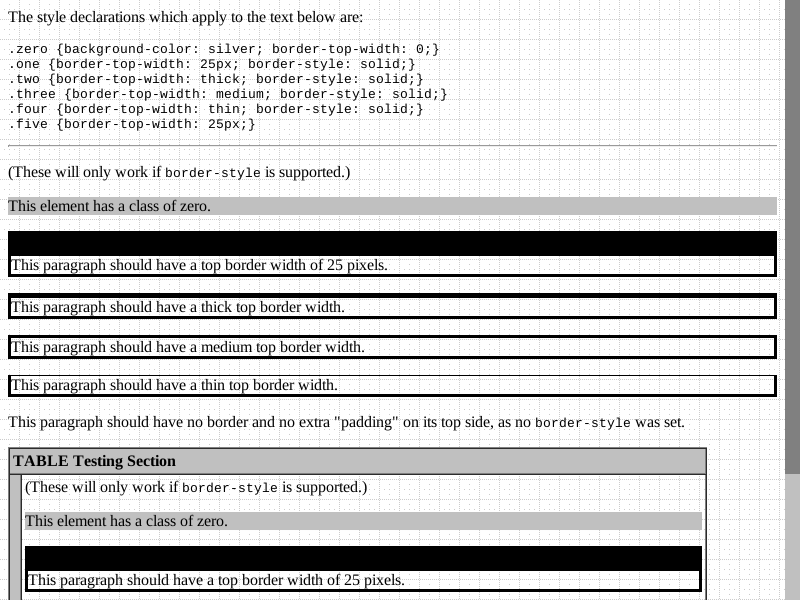 The style declarations which apply to the text below are:
.zero {background-color: silver; border-top-width: 0;}
.one {border-top-width: 25px; border-style: solid;}
.two {border-top-width: thick; border-style: solid;}
.three {border-top-width: medium; border-style: solid;}
.four {border-top-width: thin; border-style: solid;}
.five {border-top-width: 25px;}
(These will only work if border-style is supported.)
This element has a class of zero.
This paragraph should have a top border width of 25 pixels.
This paragraph should have a thick top border width.
This paragraph should have a medium top border width.
This paragraph should have a thin top border width.
This paragraph should have no border and no extra "padding" on its top side, as no border-style was set.
TABLE Testing Section
(These will only work if border-style is supported.)
This element has a class of zero.
This paragraph should have a top border width of 25 pixels.